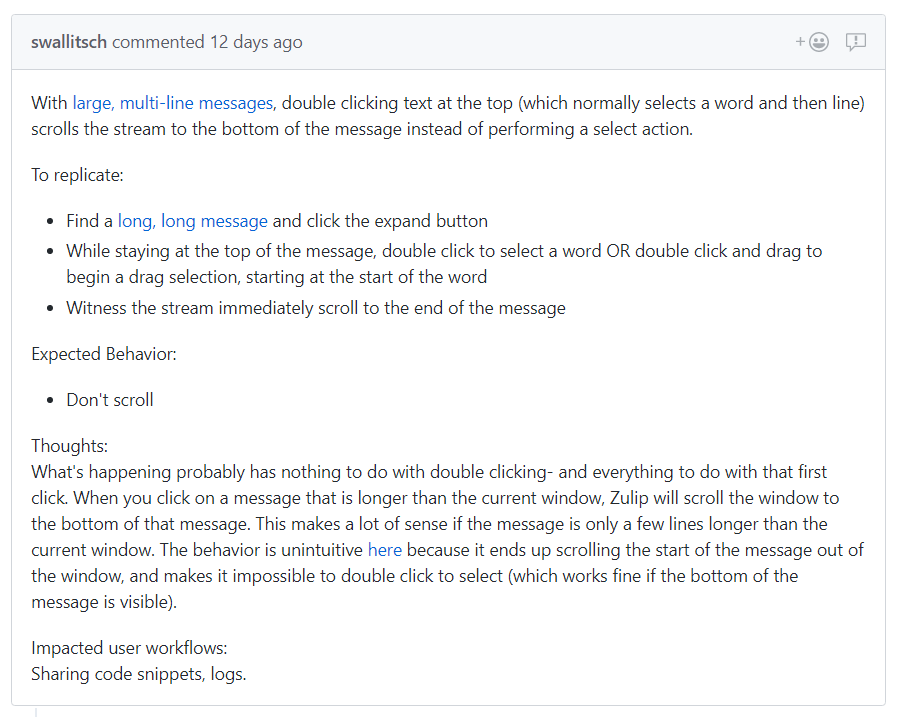 swallitsch commented 12 days ago
With large, multi-line messages, double clicking text at the top (which normally selects a word and then line)
scrolls the stream to the bottom of the message instead of performing a select action.
To replicate:
• Find a long, long message and click the expand button
• While staying at the top of the message, double click to select a word OR double click and drag to
begin a drag selection, starting at the start of the word
• Witness the stream immediately scroll to the end of the message
Expected Behavior:
• Don't scroll
Thoughts:
What's happening probably has nothing to do with double clicking- and everything to do with that first
click. When you click on a message that is longer than the current window, Zulip will scroll the window to
the bottom of that message. This makes a lot of sense if the message is only a few lines longer than the
current window. The behavior is unintuitive here because it ends up scrolling the start of the message out of
the window, and makes it impossible to double click to select (which works fine if the bottom of the
message is visible).
Impacted user workflows:
Sharing code snippets, logs.